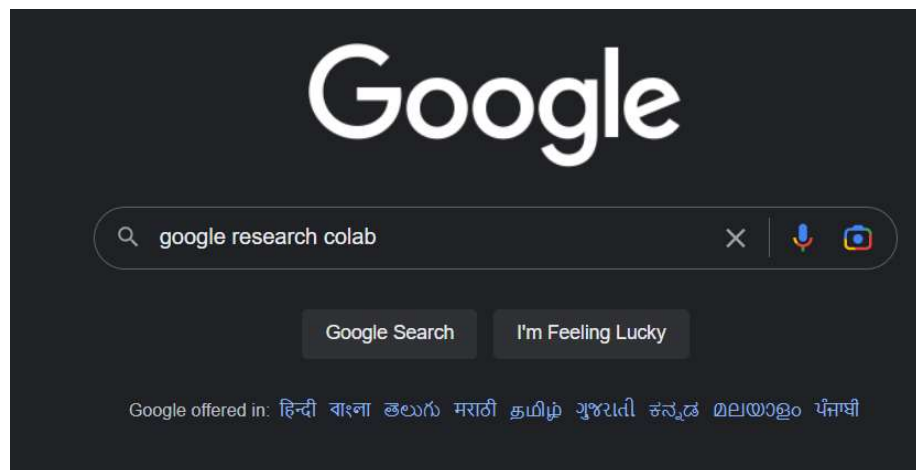 Google
google research colab
Google Search I'm Feeling Lucky
Google offered in: हिन्दी বাংলা తెలుగు मराठी தமிழ் ગુજરાતી ಕನ್ನಡ മലയാളം ਪੰਜਾਬੀ